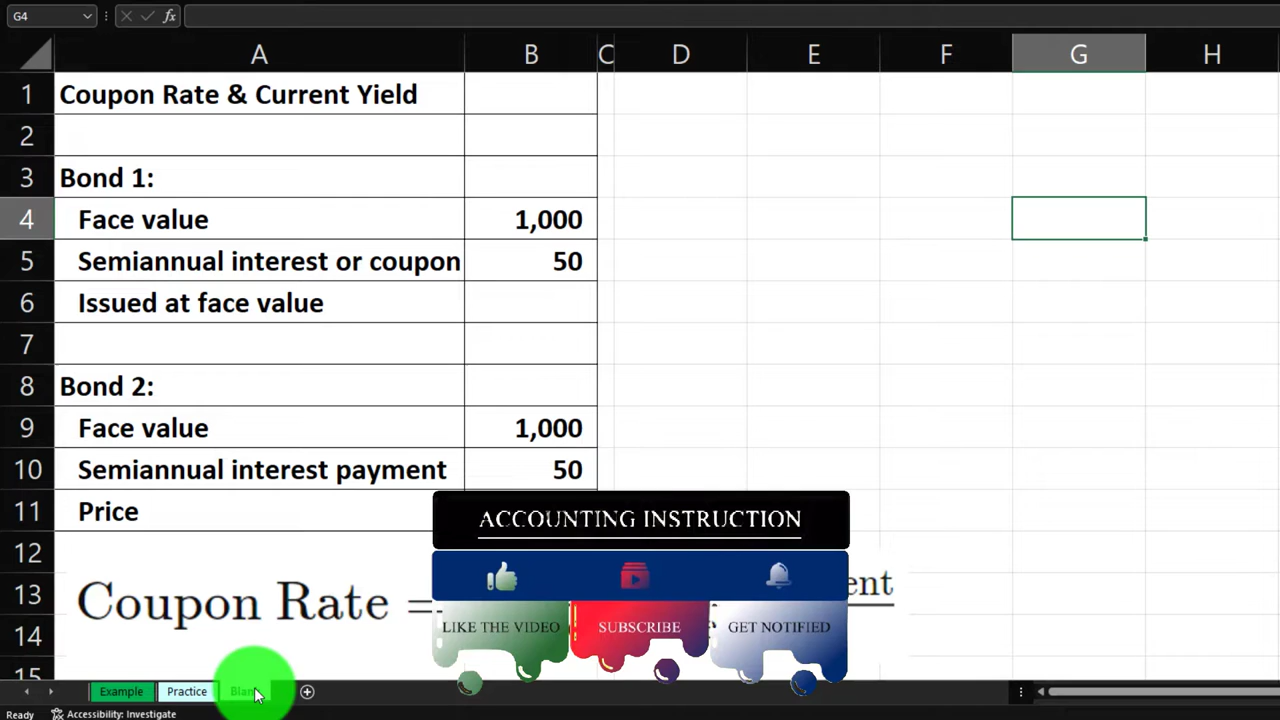 G4 fx
A B C D E F G H
1 Coupon Rate & Current Yield
2
3 Bond 1:
4 Face value 1,000
5 Semiannual interest or coupon 50
6 Issued at face value
7
8 Bond 2:
9 Face value 1,000
10 Semiannual interest payment 50
11 Price
12
13 Coupon Rate =
14
15
ACCOUNTING INSTRUCTION
LIKE THE VIDEO SUBSCRIBE GET NOTIFIED
Example Practice
Ready Accessibility: Investigate